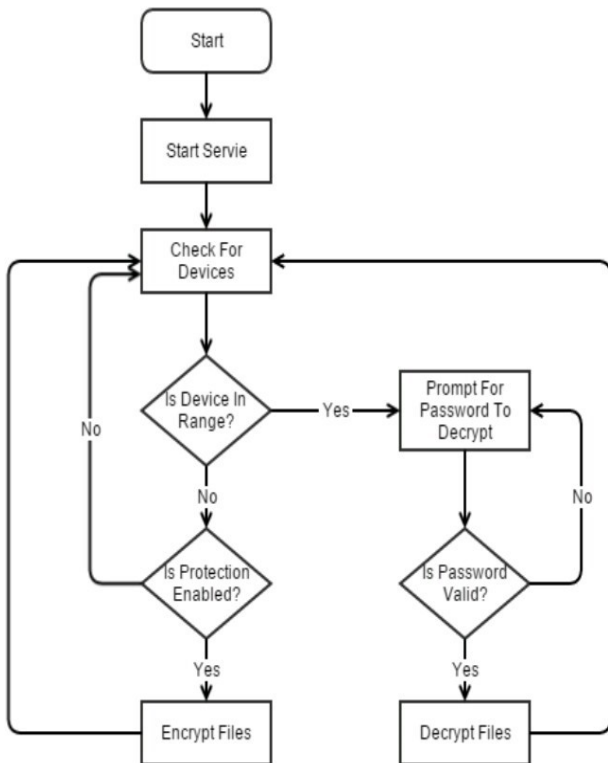 Start
Start Servie
Check For
Devices
Is Device In
Range?
Yes
Prompt For
Password To
Decrypt
No
No
No
Is Protection
Enabled?
Is Password
Valid?
Yes
Yes
Encrypt Files
Decrypt Files